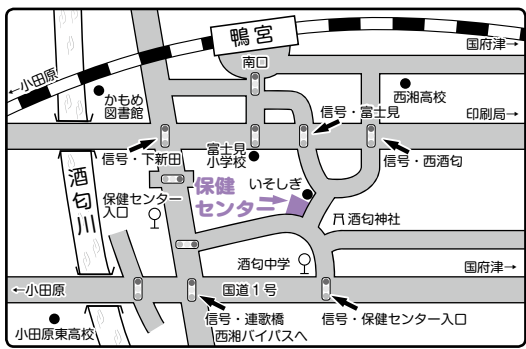 鴨宮
南口
国府津→
←小田原
かもめ
図書館
西湘高校
信号・富士見
印刷局→
信号・下新田
富士見
小学校
信号・西酒匂
酒匂川
保健センター
入口
保健
センター
いそしぎ
酒匂神社
酒匂中学
国府津→
←小田原
国道1号
小田原東高校
信号・連歌橋
西湘バイパスへ
信号・保健センター入口